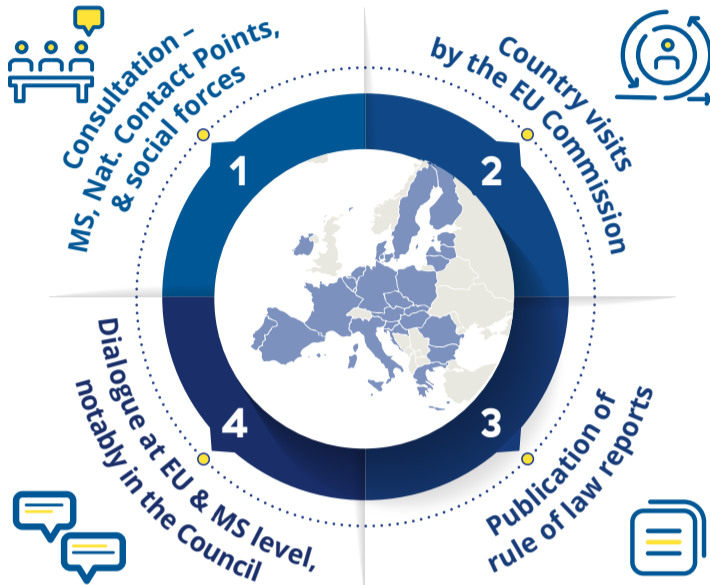 Consultation –
MS, Nat. Contact Points,
& social forces
1
Country visits
by the EU Commission
2
Publication of
rule of law reports
3
Dialogue at EU & MS level,
notably in the Council
4